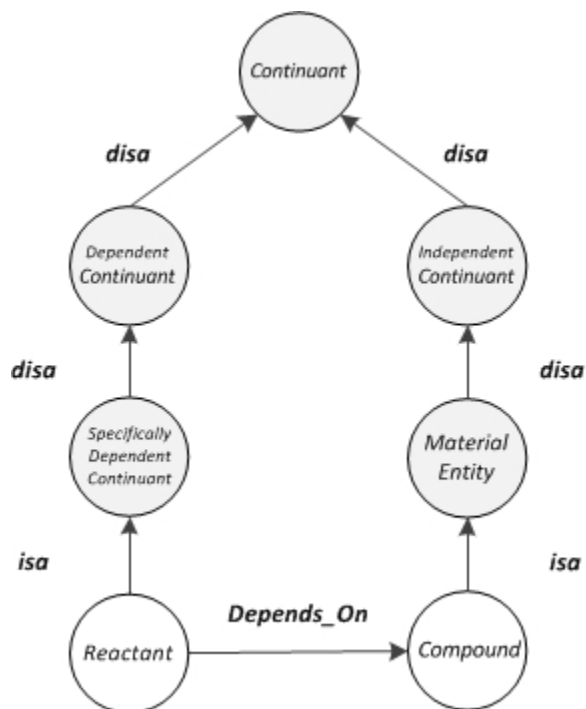 Continuant
disa
disa
Dependent
Continuant
Independent
Continuant
disa
disa
Specifically
Dependent
Continuant
Material
Entity
isa
isa
Depends_On
Reactant
Compound